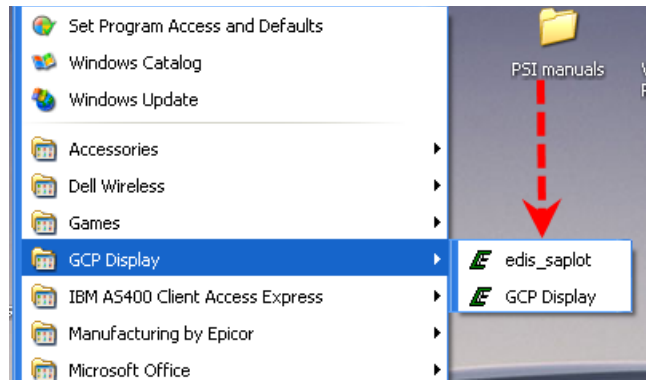 Set Program Access and Defaults
Windows Catalog
Windows Update
Accessories
Dell Wireless
Games
GCP Display
IBM AS400 Client Access Express
Manufacturing by Epicor
Microsoft Office
PSI manuals
edis_saplot
GCP Display